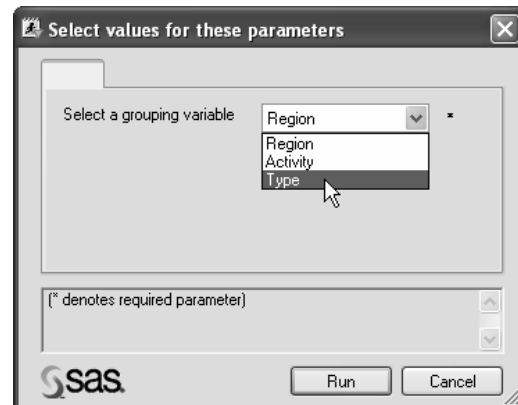 Select values for these parameters
Select a grouping variable
Region
*
Region
Activity
Type
(* denotes required parameter)
sas.
Run
Cancel